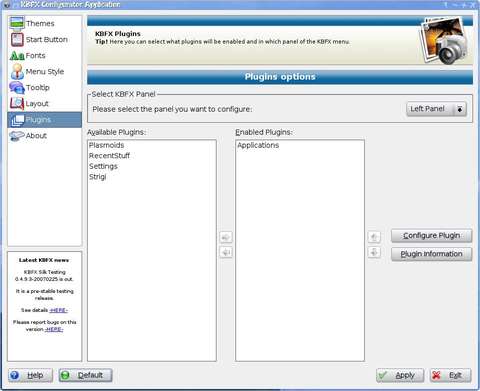 KBFX Configurator Application
Themes
Start Button
Fonts
Menu Style
Tooltip
Layout
Plugins
About
KBFX Plugins
Tip! Here you can select what plugins will be enabled and in which panel of the KBFX menu.
Plugins options
Select KBFX Panel
Please select the panel you want to configure:
Left Panel
Available Plugins:
Plasmoids
RecentStuff
Settings
Strigi
Enabled Plugins:
Applications
Configure Plugin
Plugin Information
Latest KBFX news
KBFX Silk Testing
0.4.9.3-20070225 is out.
It is a pre-stable testing
release.
See details -HERE-
Please report bugs on this
version -HERE-
Help
Default
Apply
Exit